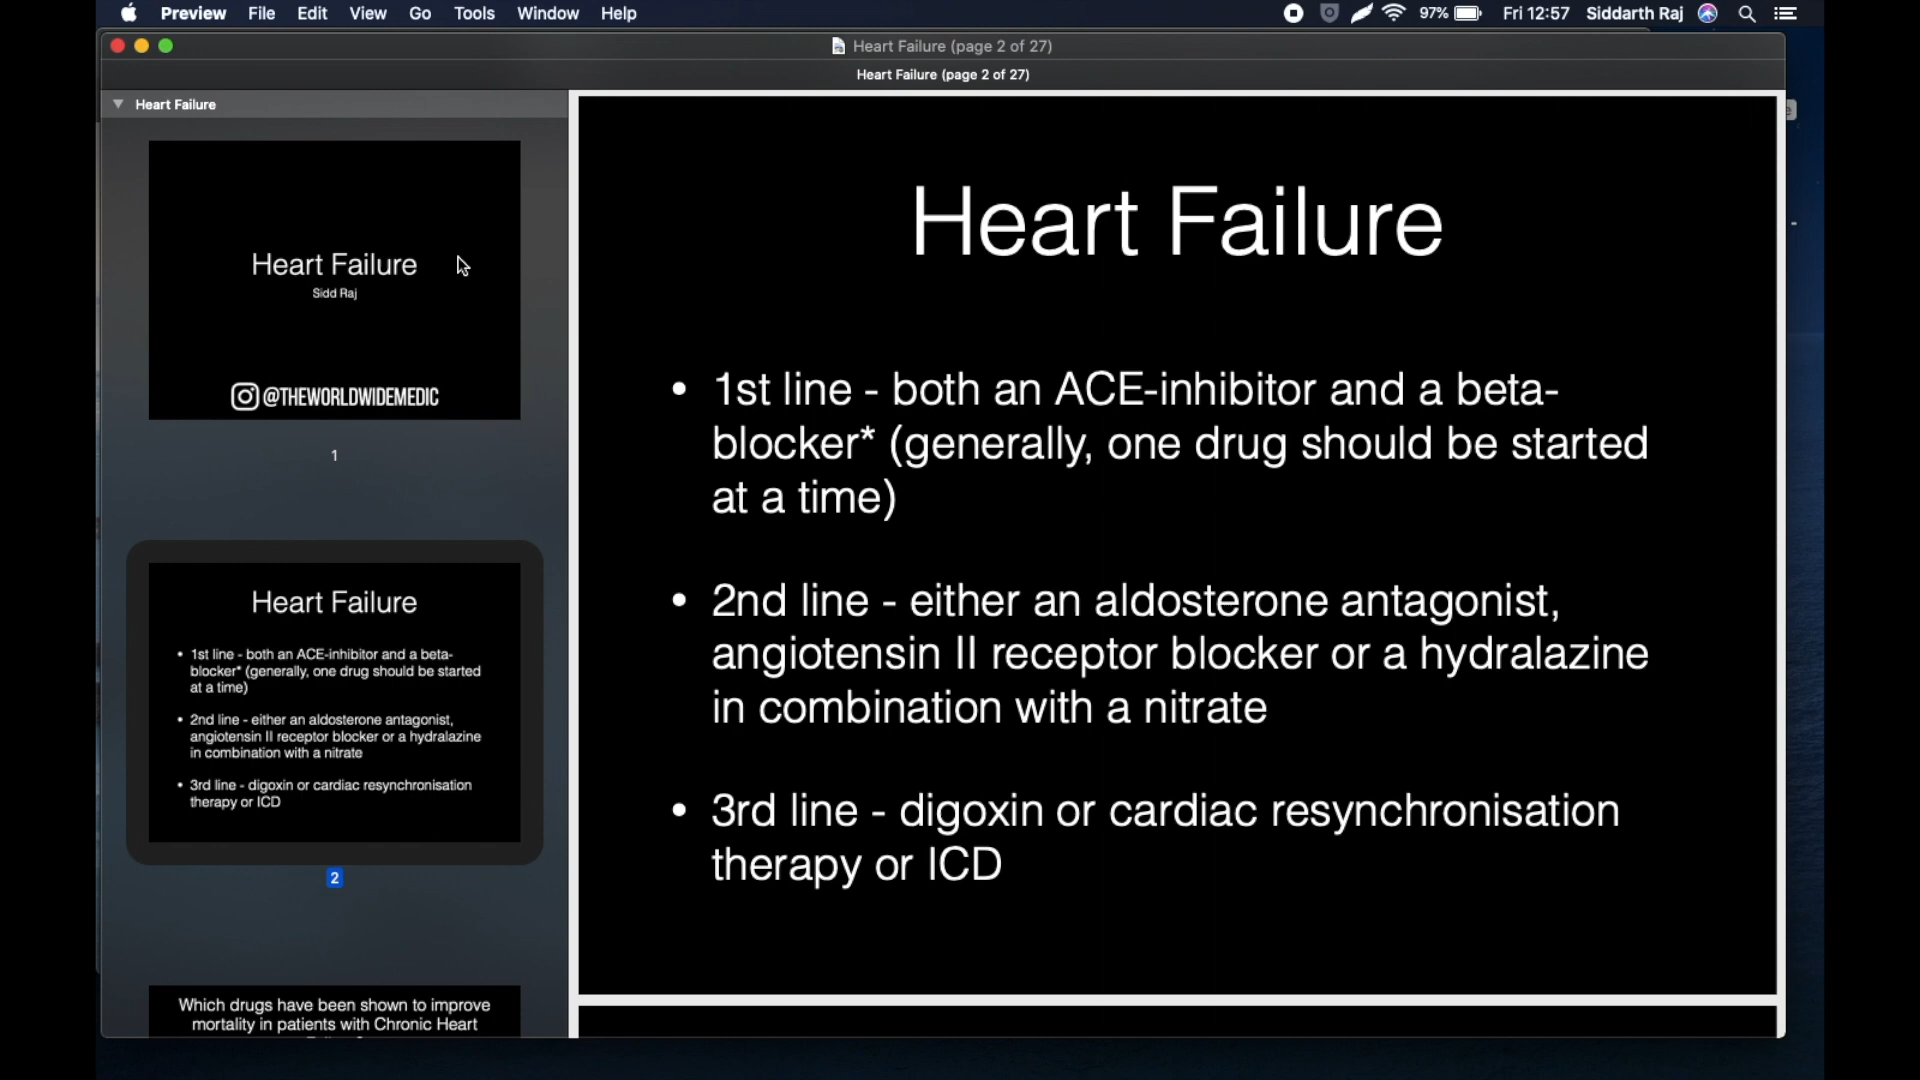 Preview File Edit View Go Tools Window Help 97% Fri 12:57 Siddarth Raj
Heart Failure (page 2 of 27)
Heart Failure (page 2 of 27)
Heart Failure
Heart Failure
Sidd Raj
@THEWORLDWIDEMEDIC
1
Heart Failure
• 1st line - both an ACE-inhibitor and a beta-
blocker* (generally, one drug should be started
at a time)
• 2nd line - either an aldosterone antagonist,
angiotensin II receptor blocker or a hydralazine
in combination with a nitrate
• 3rd line - digoxin or cardiac resynchronisation
therapy or ICD
2
Which drugs have been shown to improve
mortality in patients with Chronic Heart
Heart Failure
• 1st line - both an ACE-inhibitor and a beta-
blocker* (generally, one drug should be started
at a time)
• 2nd line - either an aldosterone antagonist,
angiotensin II receptor blocker or a hydralazine
in combination with a nitrate
• 3rd line - digoxin or cardiac resynchronisation
therapy or ICD